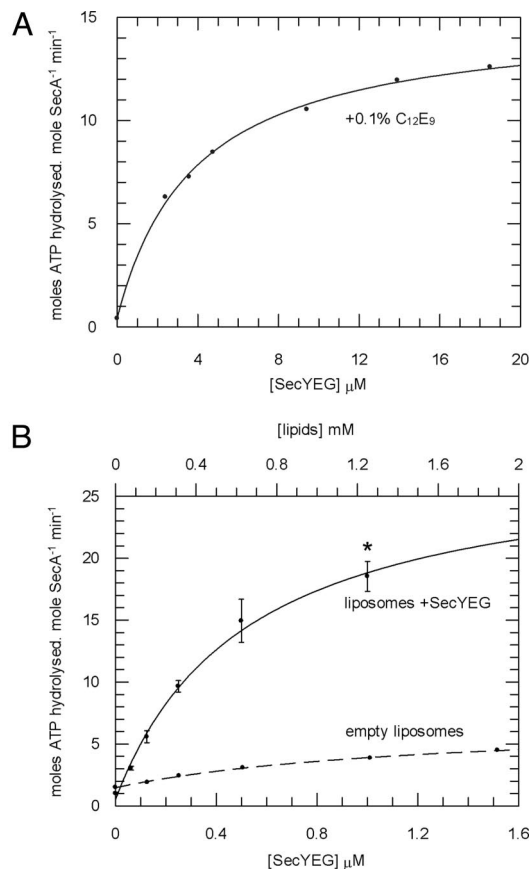 A
15
10
5
0
moles ATP hydrolysed. mole SecA⁻¹ min⁻¹
+0.1% C₁₂E₉
0 4 8 12 16 20
[SecYEG] μM
B
[lipids] mM
0 0.4 0.8 1.2 1.6 2
25
20
15
10
5
0
moles ATP hydrolysed. mole SecA⁻¹ min⁻¹
*
liposomes +SecYEG
empty liposomes
0 0.4 0.8 1.2 1.6
[SecYEG] μM